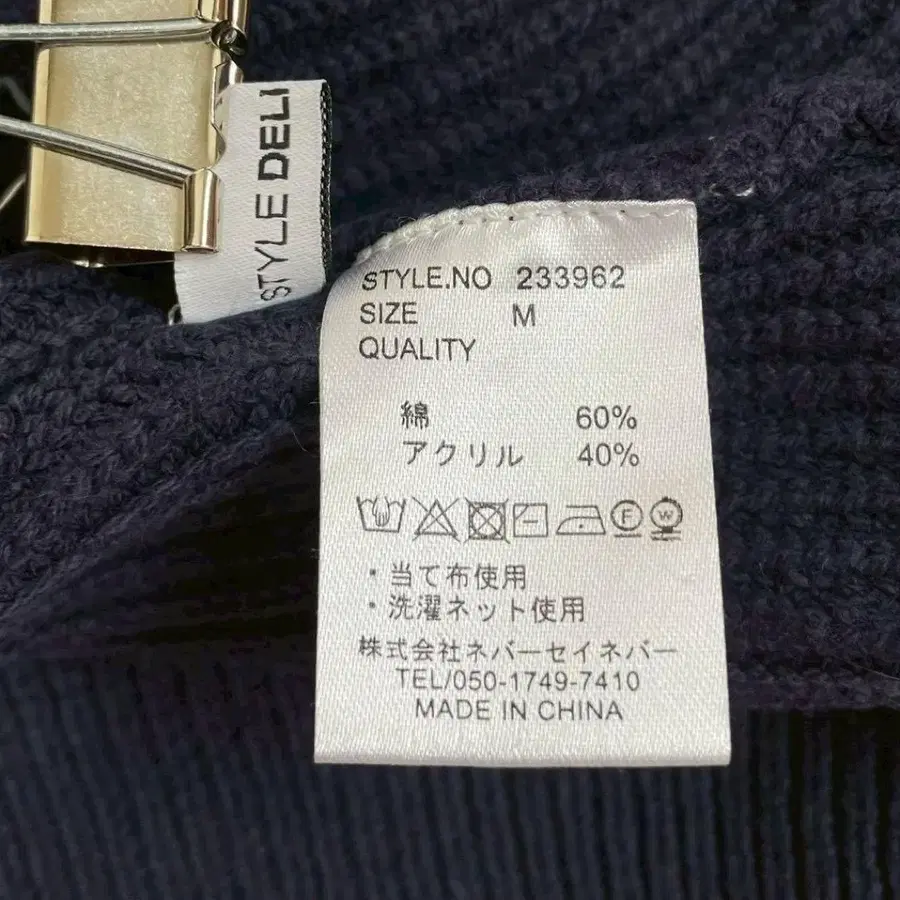 STYLE DELI
STYLE.NO 233962
SIZE M
QUALITY
綿 60%
アクリル 40%
F W
・当て布使用
・洗濯ネット使用
株式会社ネバーセイネバー
TEL/050-1749-7410
MADE IN CHINA